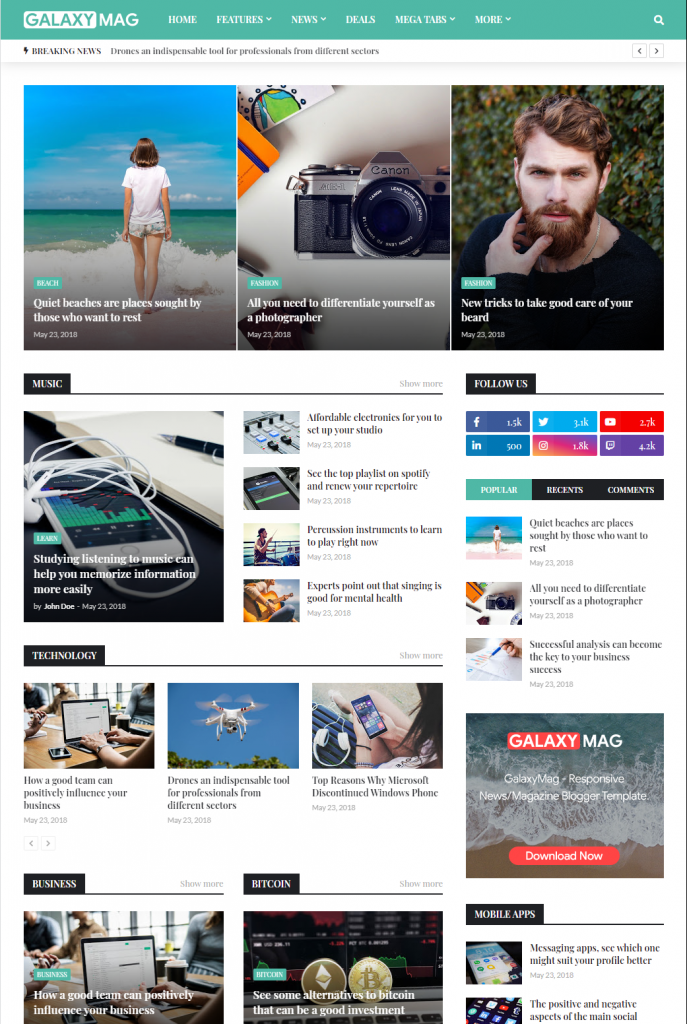 GALAXY MAG
HOME FEATURES NEWS DEALS MEGA TABS MORE
BREAKING NEWS Drones an indispensable tool for professionals from different sectors
BEACH
Quiet beaches are places sought by
those who want to rest
May 23, 2018
Canon
FASHION
All you need to differentiate yourself as
a photographer
May 23, 2018
FASHION
New tricks to take good care of your
beard
May 23, 2018
MUSIC Show more
LEARN
Studying listening to music can
help you memorize information
more easily
by John Doe - May 23, 2018
Affordable electronics for you to
set up your studio
May 23, 2018
See the top playlist on spotify
and renew your repertoire
May 23, 2018
Percussion instruments to learn
to play right now
May 23, 2018
Experts point out that singing is
good for mental health
May 23, 2018
TECHNOLOGY Show more
How a good team can
positively influence your
business
May 23, 2018
Drones an indispensable tool
for professionals from
different sectors
May 23, 2018
Top Reasons Why Microsoft
Discontinued Windows Phone
May 23, 2018
BUSINESS Show more
BUSINESS
How a good team can positively
influence your business
BITCOIN Show more
BITCOIN
See some alternatives to bitcoin
that can be a good investment
FOLLOW US
1.5k 3.1k 2.7k
500 1.8k 4.2k
POPULAR RECENTS COMMENTS
Quiet beaches are places
sought by those who want to
rest
May 23, 2018
All you need to differentiate
yourself as a photographer
May 23, 2018
Successful analysis can become
the key to your business
success
May 23, 2018
GALAXY MAG
GalaxyMag - Responsive
News/Magazine Blogger Template.
Download Now
MOBILE APPS
Messaging apps, see which one
might suit your profile better
May 23, 2018
The positive and negative
aspects of the main social